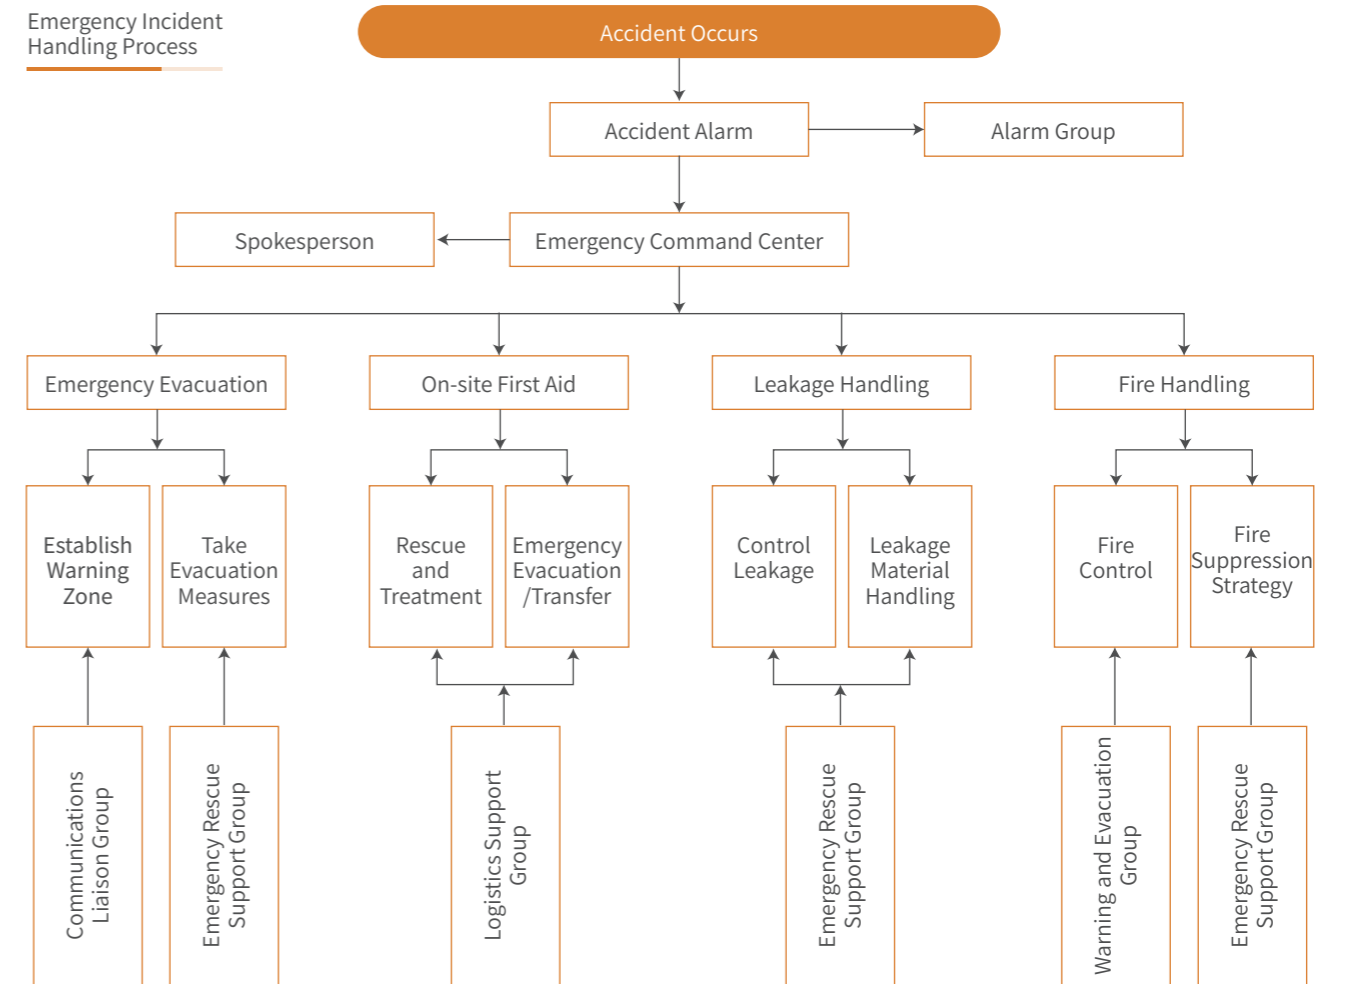 Emergency Incident
Handling Process
Accident Occurs
Accident Alarm
Alarm Group
Spokesperson
Emergency Command Center
Emergency Evacuation
On-site First Aid
Leakage Handling
Fire Handling
Establish
Warning
Zone
Take
Evacuation
Measures
Rescue
and
Treatment
Emergency
Evacuation
/Transfer
Control
Leakage
Leakage
Material
Handling
Fire
Control
Fire
Suppression
Strategy
Communications
Liaison Group
Emergency Rescue
Support Group
Logistics Support
Group
Emergency Rescue
Support Group
Warning and Evacuation
Group
Emergency Rescue
Support Group